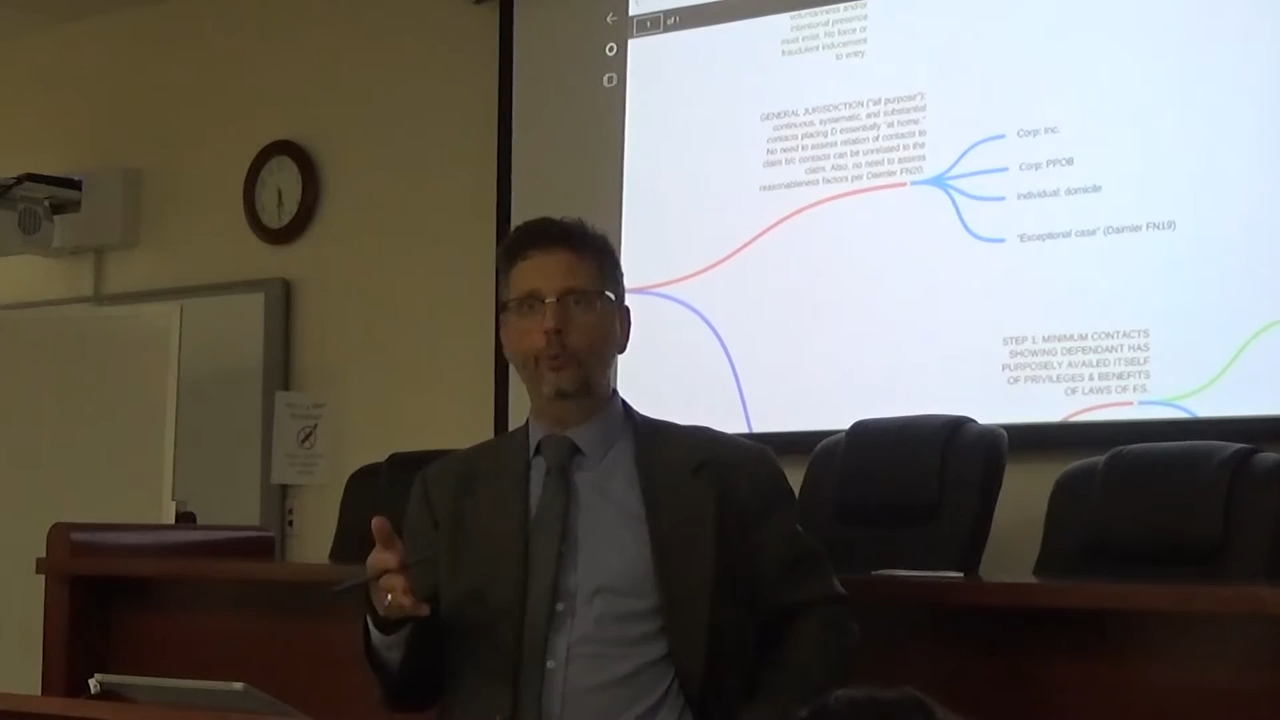 1 of 1
voluntariness and/or
intentional presence
must exist. No force or
fraudulent inducement
to entry.
GENERAL JURISDICTION ("all purpose"):
continuous, systematic, and substantial
contacts placing D essentially "at home."
No need to assess relation of contacts to
claim b/c contacts can be unrelated to the
claim. Also, no need to assess
reasonableness factors per Daimler FN20.
Corp: Inc.
Corp: PPOB
Individual: domicile
"Exceptional case" (Daimler FN19)
STEP 1: MINIMUM CONTACTS
SHOWING DEFENDANT HAS
PURPOSELY AVAILED ITSELF
OF PRIVILEGES & BENEFITS
OF LAWS OF FS.